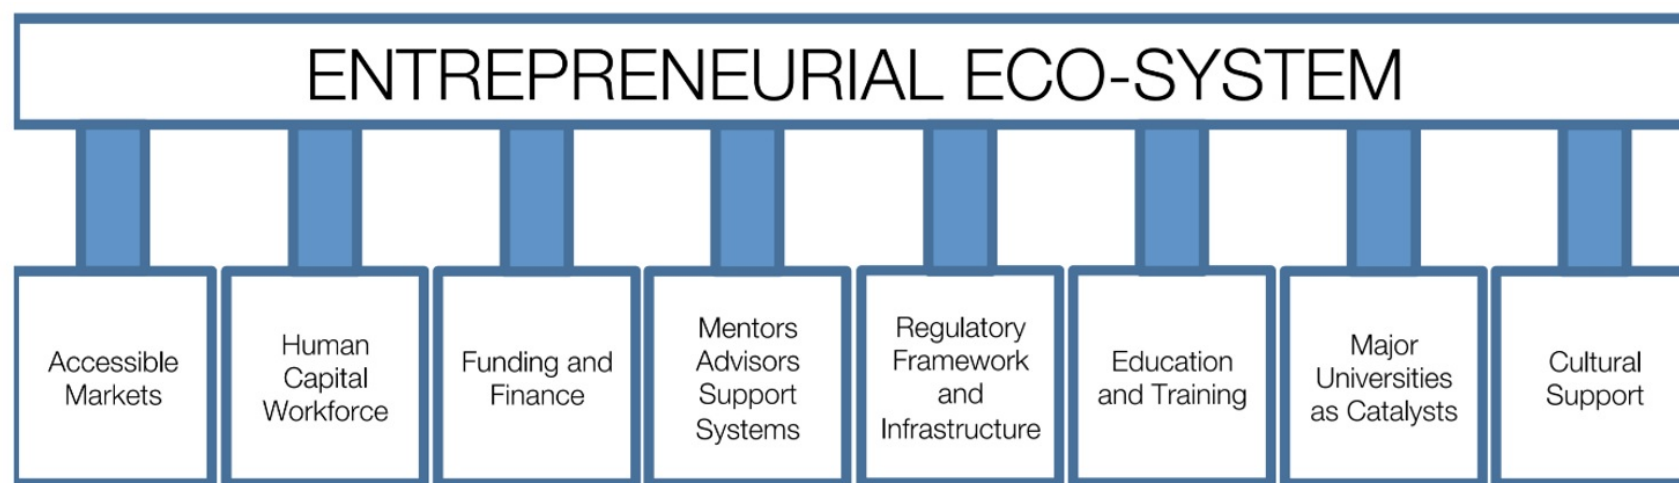 ENTREPRENEURIAL ECO-SYSTEM
Accessible
Markets
Human
Capital
Workforce
Funding and
Finance
Mentors
Advisors
Support
Systems
Regulatory
Framework
and
Infrastructure
Education
and Training
Major
Universities
as Catalysts
Cultural
Support